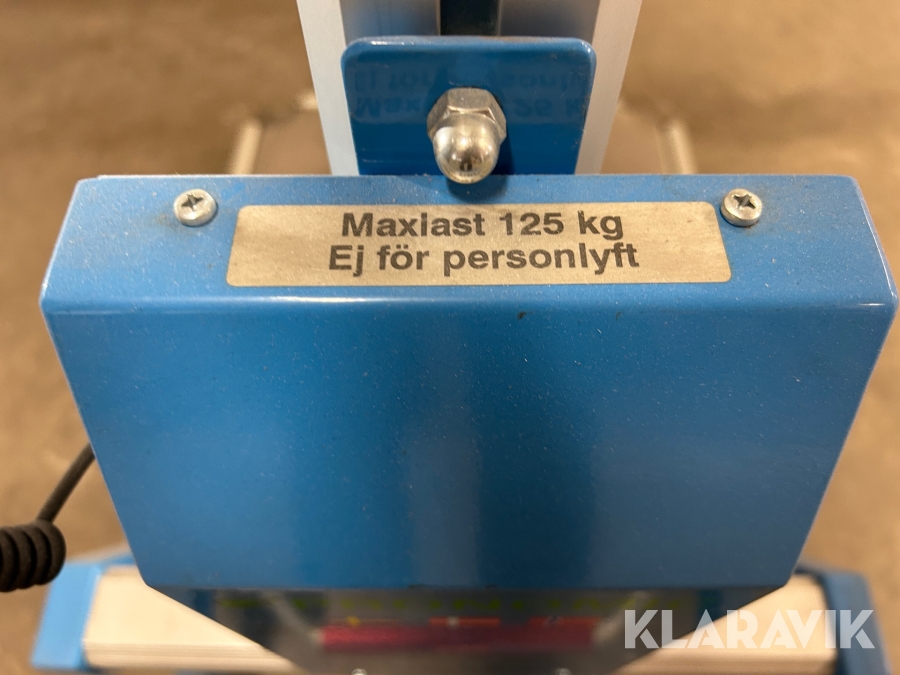 Maxlast 125 kg
Ej för personlyft
KLARAVIK